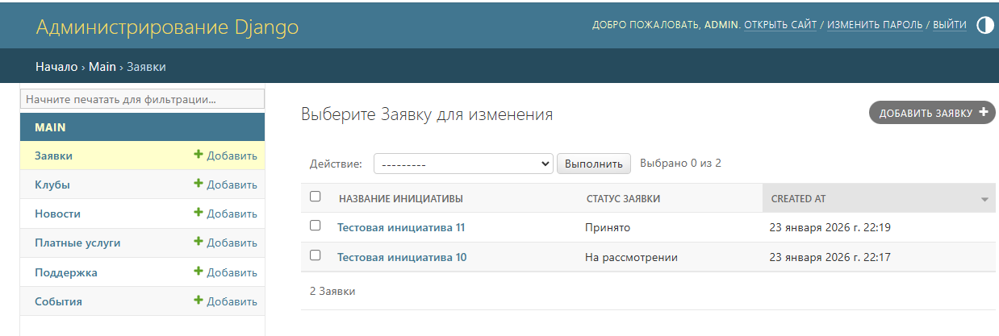 Администрирование Django
ДОБРО ПОЖАЛОВАТЬ, ADMIN. ОТКРЫТЬ САЙТ / ИЗМЕНИТЬ ПАРОЛЬ / ВЫЙТИ
Начало › Main › Заявки
Начните печатать для фильтрации...
MAIN
Заявки + Добавить
Клубы + Добавить
Новости + Добавить
Платные услуги + Добавить
Поддержка + Добавить
События + Добавить
Выберите Заявку для изменения
ДОБАВИТЬ ЗАЯВКУ +
Действие: --------- Выполнить Выбрано 0 из 2
НАЗВАНИЕ ИНИЦИАТИВЫ СТАТУС ЗАЯВКИ CREATED AT
Тестовая инициатива 11 Принято 23 января 2026 г. 22:19
Тестовая инициатива 10 На рассмотрении 23 января 2026 г. 22:17
2 Заявки